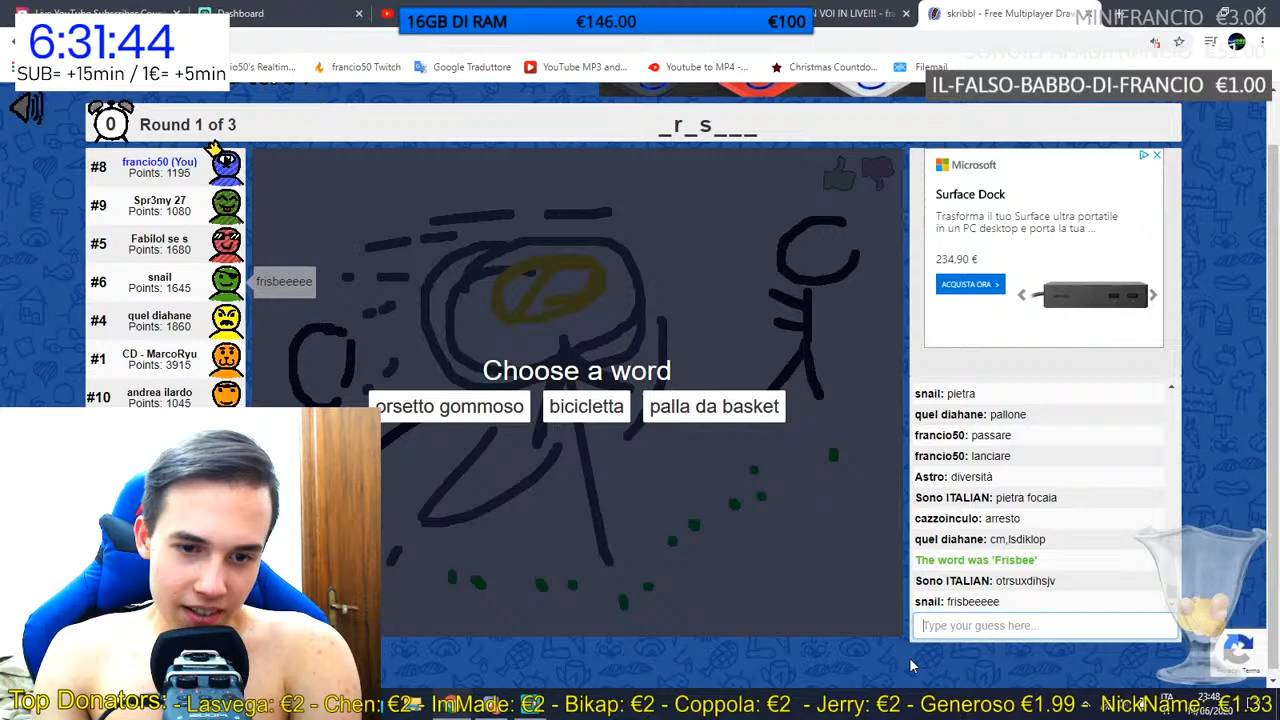 Dashboard
VOI IN LIVE!!! - fra
skribbl - Free Multiplayer Draw
16GB DI RAM €146.00 €100
MINIFRANCIO €3.00
6:31:44
SUB= +15min / 1€= +5min
francio50 Twitch
Google Traduttore
YouTube MP3 and...
Youtube to MP4 -...
Christmas Countdo...
Filemail
IL-FALSO-BABBO-DI-FRANCIO €1.00
0
Round 1 of 3
_r_s___
#8 francio50 (You)
Points: 1195
#9 Spr3my 27
Points: 1080
#5 Fabilol se s
Points: 1680
#6 snail
Points: 1645
frisbeeeee
#4 quel diahane
Points: 1860
#1 CD - MarcoRyu
Points: 3915
#10 andrea ilardo
Points: 1045
Choose a word
orsetto gommoso
bicicletta
palla da basket
Microsoft
Surface Dock
Trasforma il tuo Surface ultra portatile
in un PC desktop e porta la tua ...
234,90 €
ACQUISTA ORA >
snail: pietra
quel diahane: pallone
francio50: passare
francio50: lanciare
Astro: diversità
Sono ITALIAN: pietra focaia
cazzoinculo: arresto
quel diahane: cm,lsdiklop
The word was 'Frisbee'
Sono ITALIAN: otrsuxdihsjv
snail: frisbeeeee
Type your guess here...
Terms
ITA
23:48
Top Donators: - Lasvega: €2 - Chen: €2 - ImMade: €2 - Bikap: €2 - Coppola: €2 - Jerry: €2 - Generoso €1.99 - NickName: €1.33